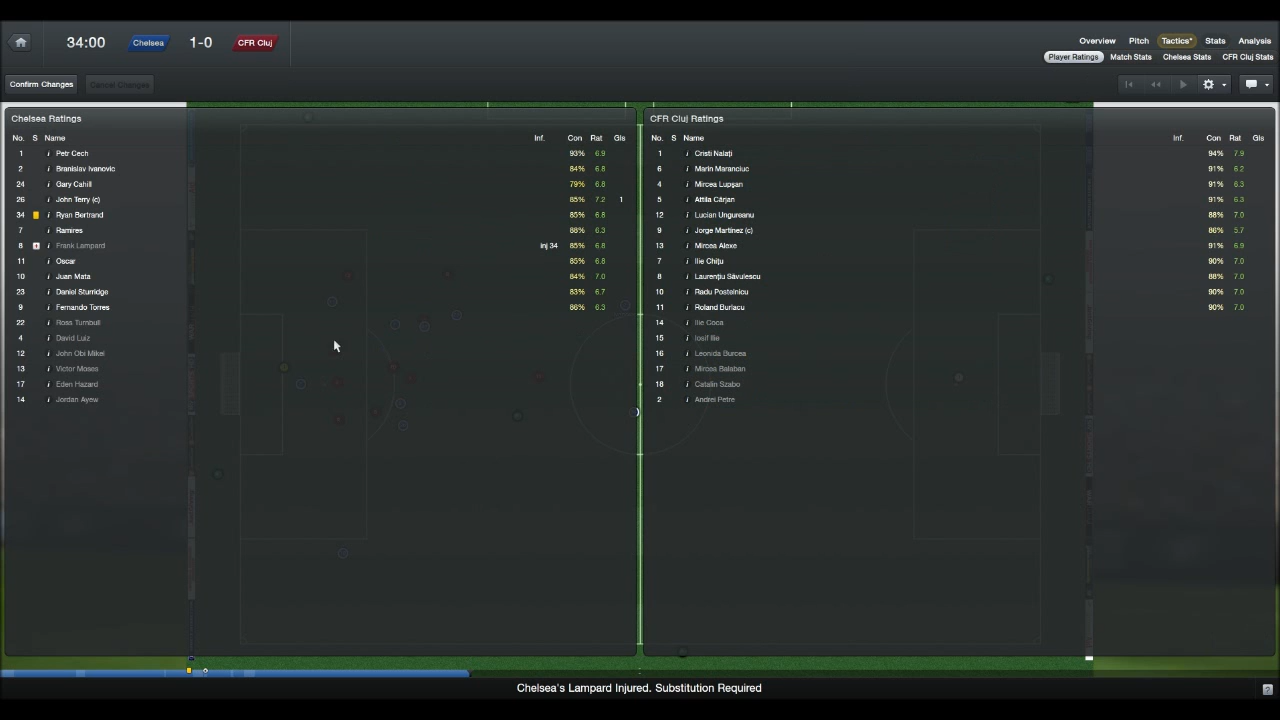 34:00 Chelsea 1-0 CFR Cluj
Overview Pitch Tactics* Stats Analysis
Player Ratings Match Stats Chelsea Stats CFR Cluj Stats
Confirm Changes Cancel Changes
Chelsea Ratings
No. S Name Inf. Con Rat Gls
1 i Petr Cech 93% 6.9
2 i Branislav Ivanovic 84% 6.8
24 i Gary Cahill 79% 6.8
26 i John Terry (c) 85% 7.2 1
34 i Ryan Bertrand 85% 6.8
7 i Ramires 88% 6.3
8 i Frank Lampard inj 34 85% 6.8
11 i Oscar 85% 6.8
10 i Juan Mata 84% 7.0
23 i Daniel Sturridge 83% 6.7
9 i Fernando Torres 86% 6.3
22 i Ross Turnbull
4 i David Luiz
12 i John Obi Mikel
13 i Victor Moses
17 i Eden Hazard
14 i Jordan Ayew
CFR Cluj Ratings
No. S Name Inf. Con Rat Gls
1 i Cristi Nalați 94% 7.9
6 i Marin Maranciuc 91% 6.2
4 i Mircea Lupșan 91% 6.3
5 i Attila Cârjan 91% 6.3
12 i Lucian Ungureanu 88% 7.0
9 i Jorge Martínez (c) 86% 5.7
13 i Mircea Alexe 91% 6.9
7 i Ilie Chițu 90% 7.0
8 i Laurențiu Săvulescu 88% 7.0
10 i Radu Postelnicu 90% 7.0
11 i Roland Burlacu 90% 7.0
14 i Ilie Coca
15 i Iosif Ilie
16 i Leonida Burcea
17 i Mircea Balaban
18 i Catalin Szabo
2 i Andrei Petre
Chelsea's Lampard Injured. Substitution Required
?